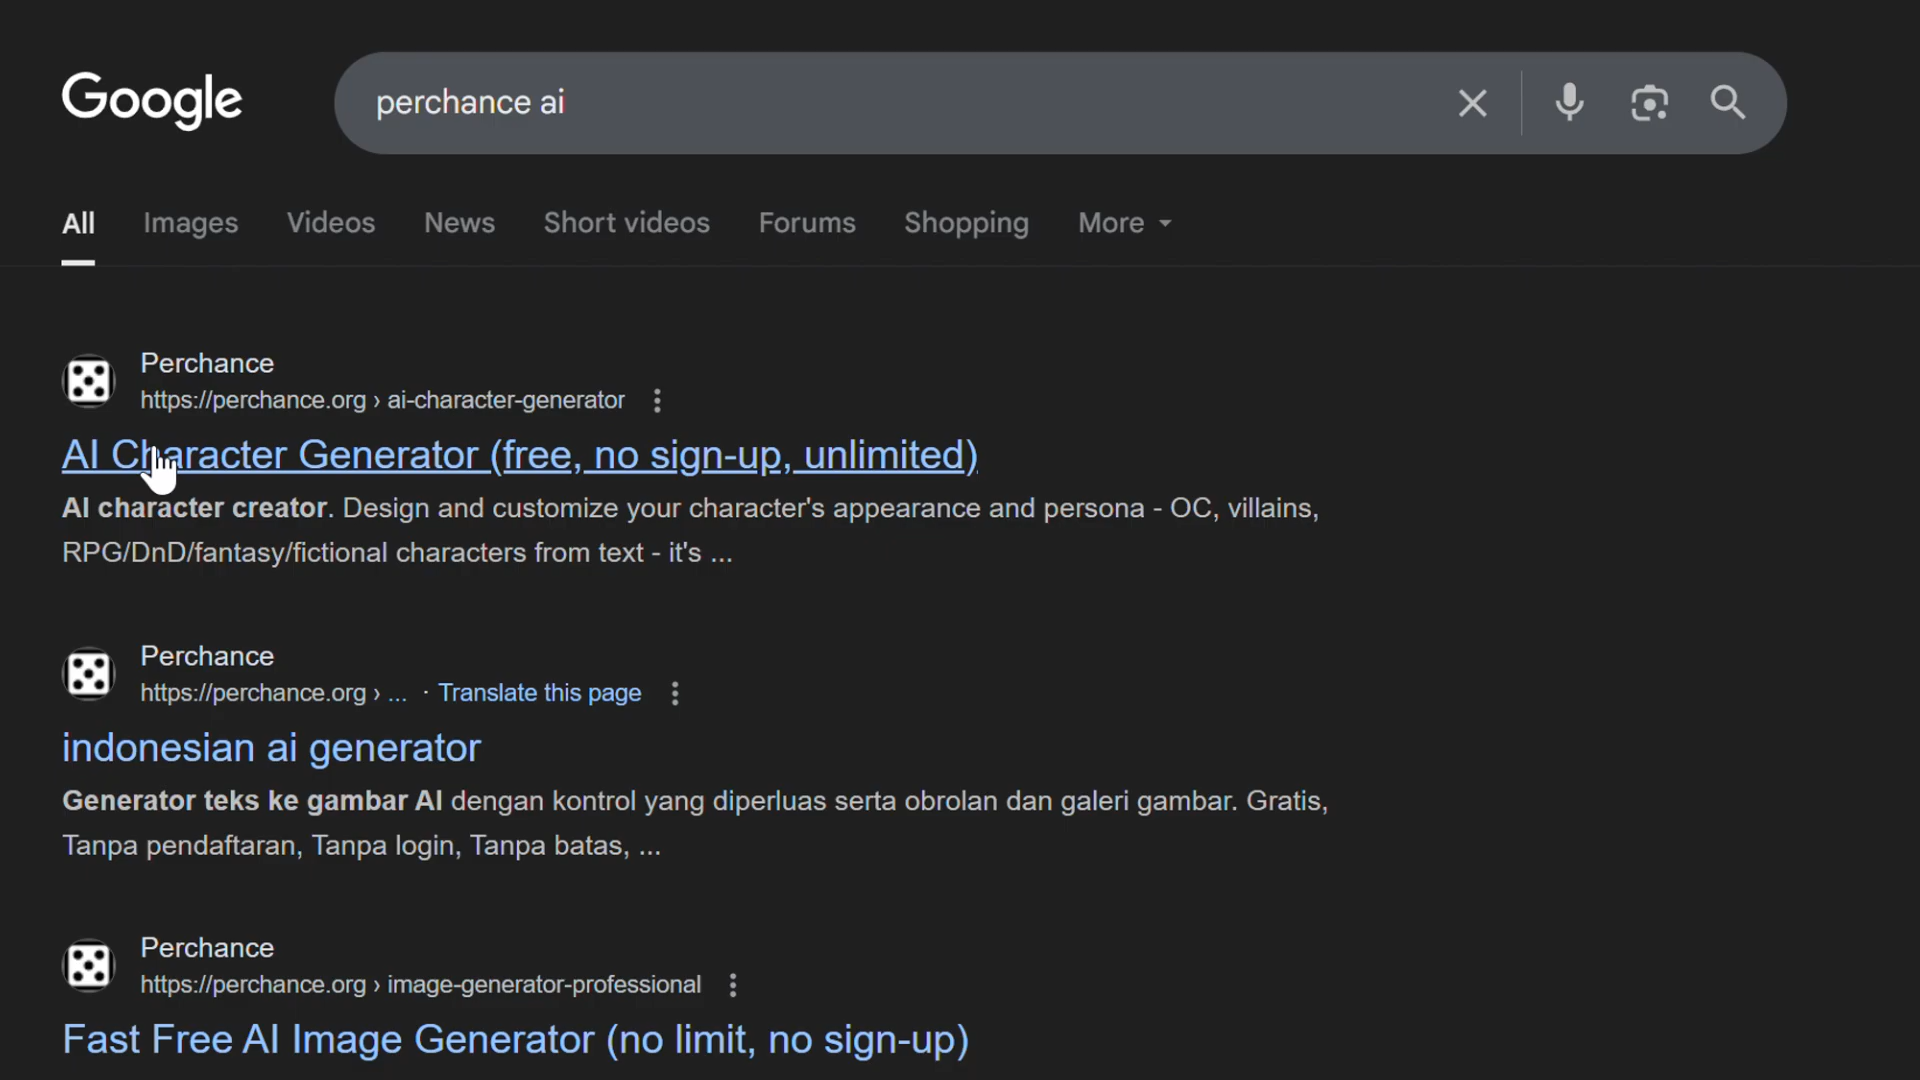 Google
perchance ai
All Images Videos News Short videos Forums Shopping More
Perchance
https://perchance.org › ai-character-generator
AI Character Generator (free, no sign-up, unlimited)
AI character creator. Design and customize your character's appearance and persona - OC, villains,
RPG/DnD/fantasy/fictional characters from text - it's ...
Perchance
https://perchance.org › ... · Translate this page
indonesian ai generator
Generator teks ke gambar AI dengan kontrol yang diperluas serta obrolan dan galeri gambar. Gratis,
Tanpa pendaftaran, Tanpa login, Tanpa batas, ...
Perchance
https://perchance.org › image-generator-professional
Fast Free AI Image Generator (no limit, no sign-up)